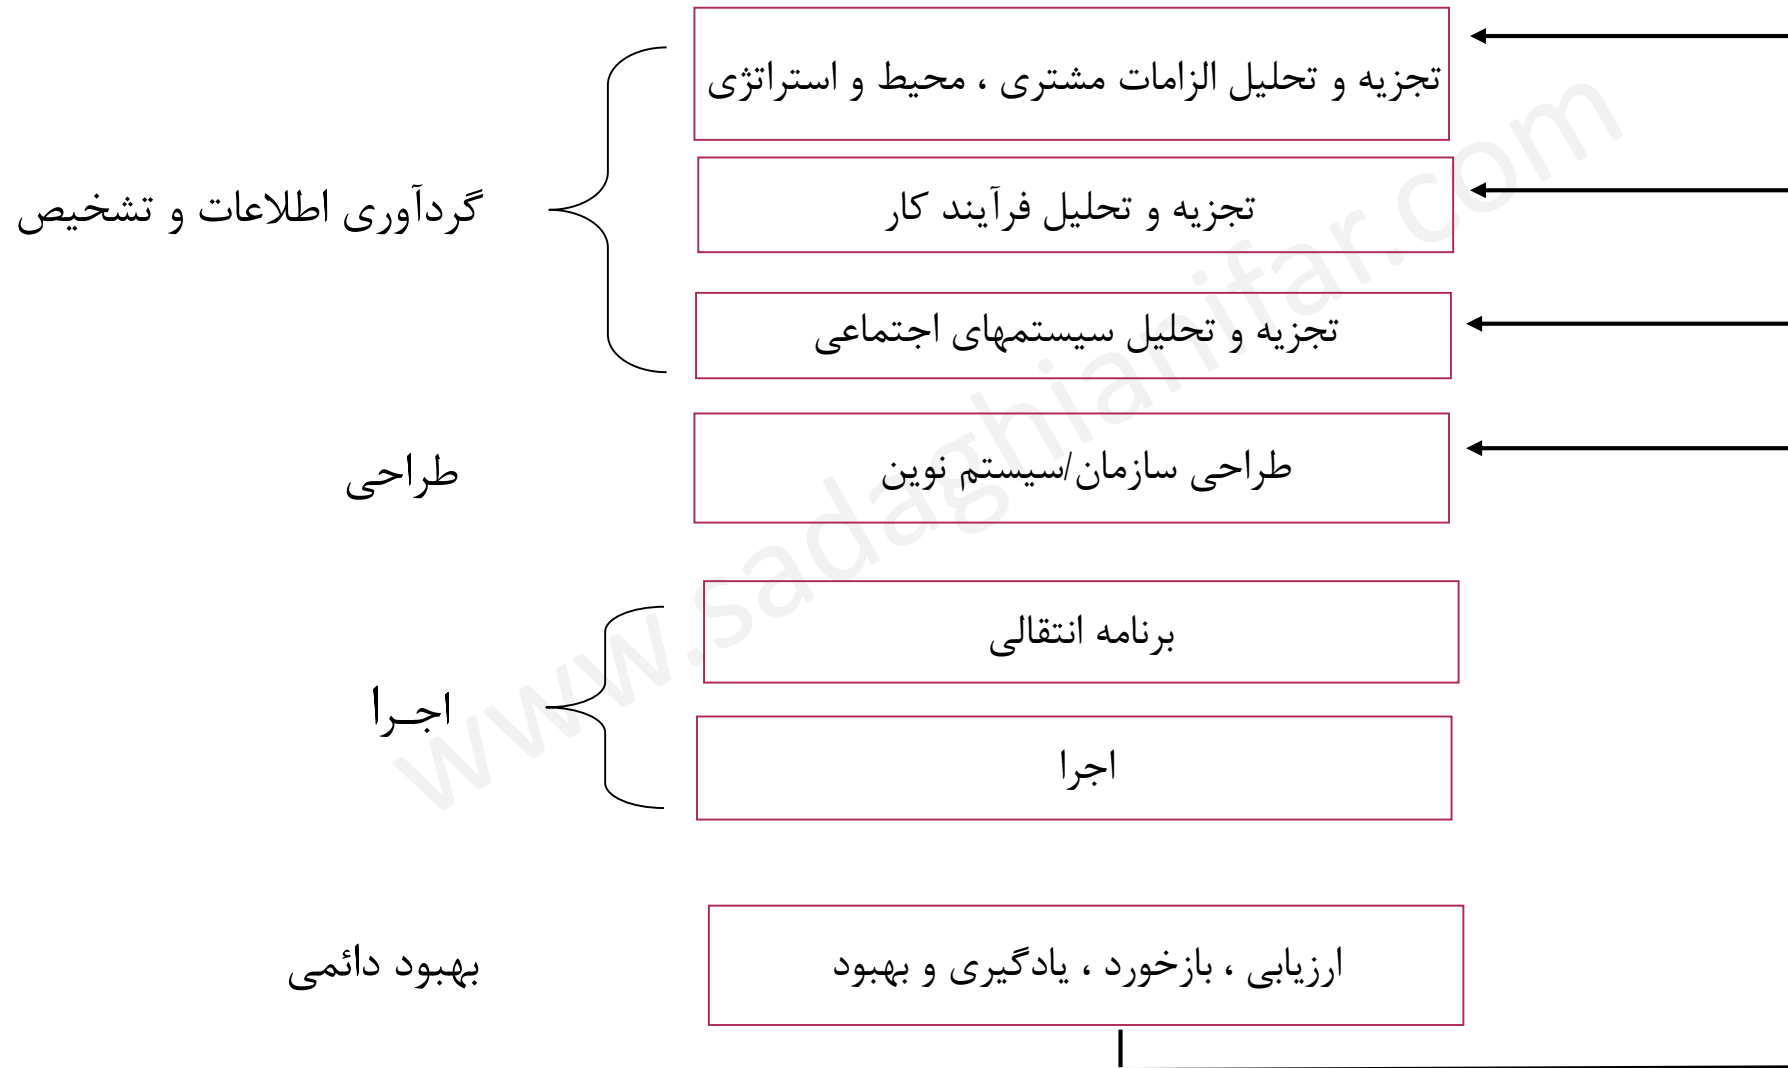 تجزیه و تحلیل الزامات مشتری ، محیط و استراتژی
تجزیه و تحلیل فرآیند کار
گردآوری اطلاعات و تشخیص
تجزیه و تحلیل سیستمهای اجتماعی
طراحی سازمان/سیستم نوین
طراحی
برنامه انتقالی
اجـرا
اجرا
ارزیابی ، بازخورد ، یادگیری و بهبود
بهبود دائمی
www.sadaghianifar.com